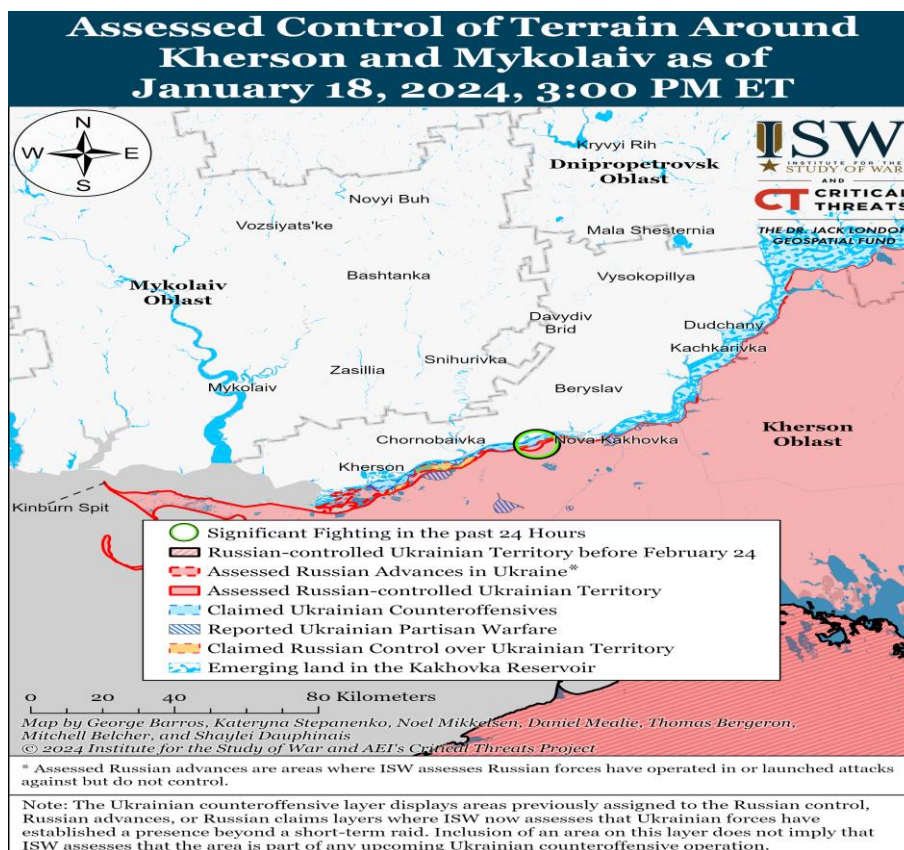 Assessed Control of Terrain Around
Kherson and Mykolaiv as of
January 18, 2024, 3:00 PM ET
N
W E
S
Kryvyi Rih
Dnipropetrovsk
Oblast
ISW
INSTITUTE FOR THE
STUDY OF WAR
AND
CT CRITICAL
THREATS
THE DR. JACK LONDON
GEOSPATIAL FUND
Novyi Buh
Vozsiyats'ke
Mala Shesternia
Bashtanka
Vysokopillya
Mykolaiv
Oblast
Davydiv
Brid
Dudchany
Kachkarivka
Snihurivka
Zasillia
Mykolaiv
Beryslav
Kherson
Oblast
Chornobaivka
Nova Kakhovka
Kherson
Kinburn Spit
Significant Fighting in the past 24 Hours
Russian-controlled Ukrainian Territory before February 24
Assessed Russian Advances in Ukraine*
Assessed Russian-controlled Ukrainian Territory
Claimed Ukrainian Counteroffensives
Reported Ukrainian Partisan Warfare
Claimed Russian Control over Ukrainian Territory
Emerging land in the Kakhovka Reservoir
0 20 40 80 Kilometers
Map by George Barros, Kateryna Stepanenko, Noel Mikkelsen, Daniel Mealie, Thomas Bergeron,
Mitchell Belcher, and Shaylei Dauphinais
© 2024 Institute for the Study of War and AEI's Critical Threats Project
* Assessed Russian advances are areas where ISW assesses Russian forces have operated in or launched attacks
against but do not control.
Note: The Ukrainian counteroffensive layer displays areas previously assigned to the Russian control,
Russian advances, or Russian claims layers where ISW now assesses that Ukrainian forces have
established a presence beyond a short-term raid. Inclusion of an area on this layer does not imply that
ISW assesses that the area is part of any upcoming Ukrainian counteroffensive operation.